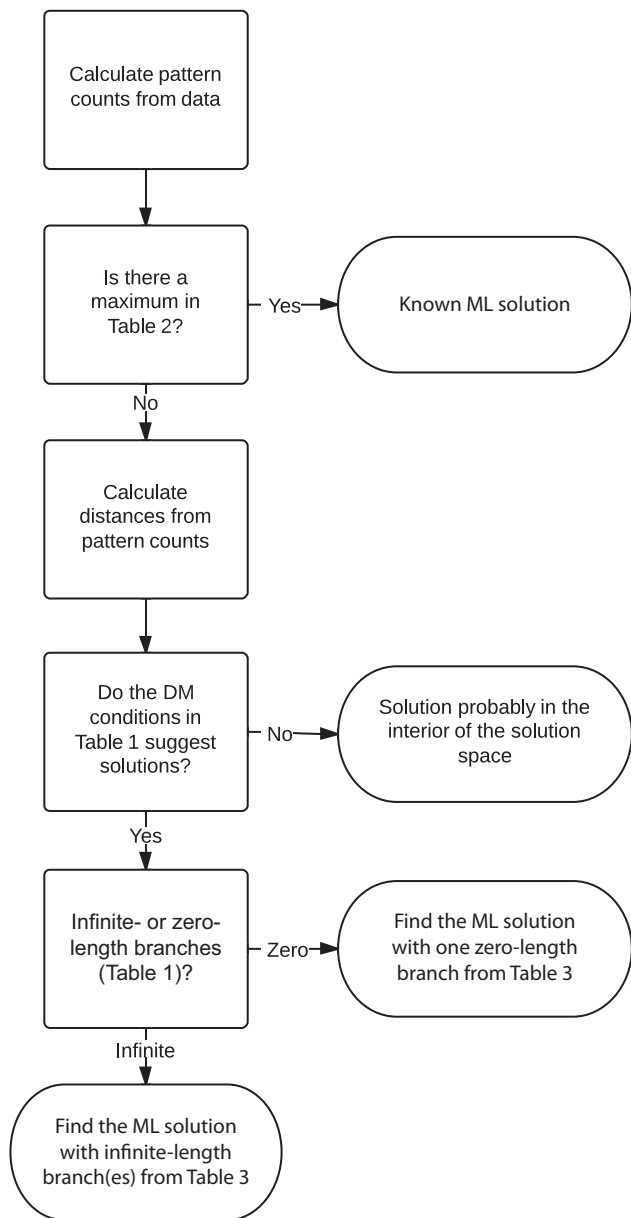 Calculate pattern
counts from data
Is there a
maximum in
Table 2?
Yes
Known ML solution
No
Calculate
distances from
pattern counts
Do the DM
conditions in
Table 1 suggest
solutions?
No
Solution probably in the
interior of the solution
space
Yes
Infinite- or zero-
length branches
(Table 1)?
Zero
Find the ML solution
with one zero-length
branch from Table 3
Infinite
Find the ML solution
with infinite-length
branch(es) from Table 3